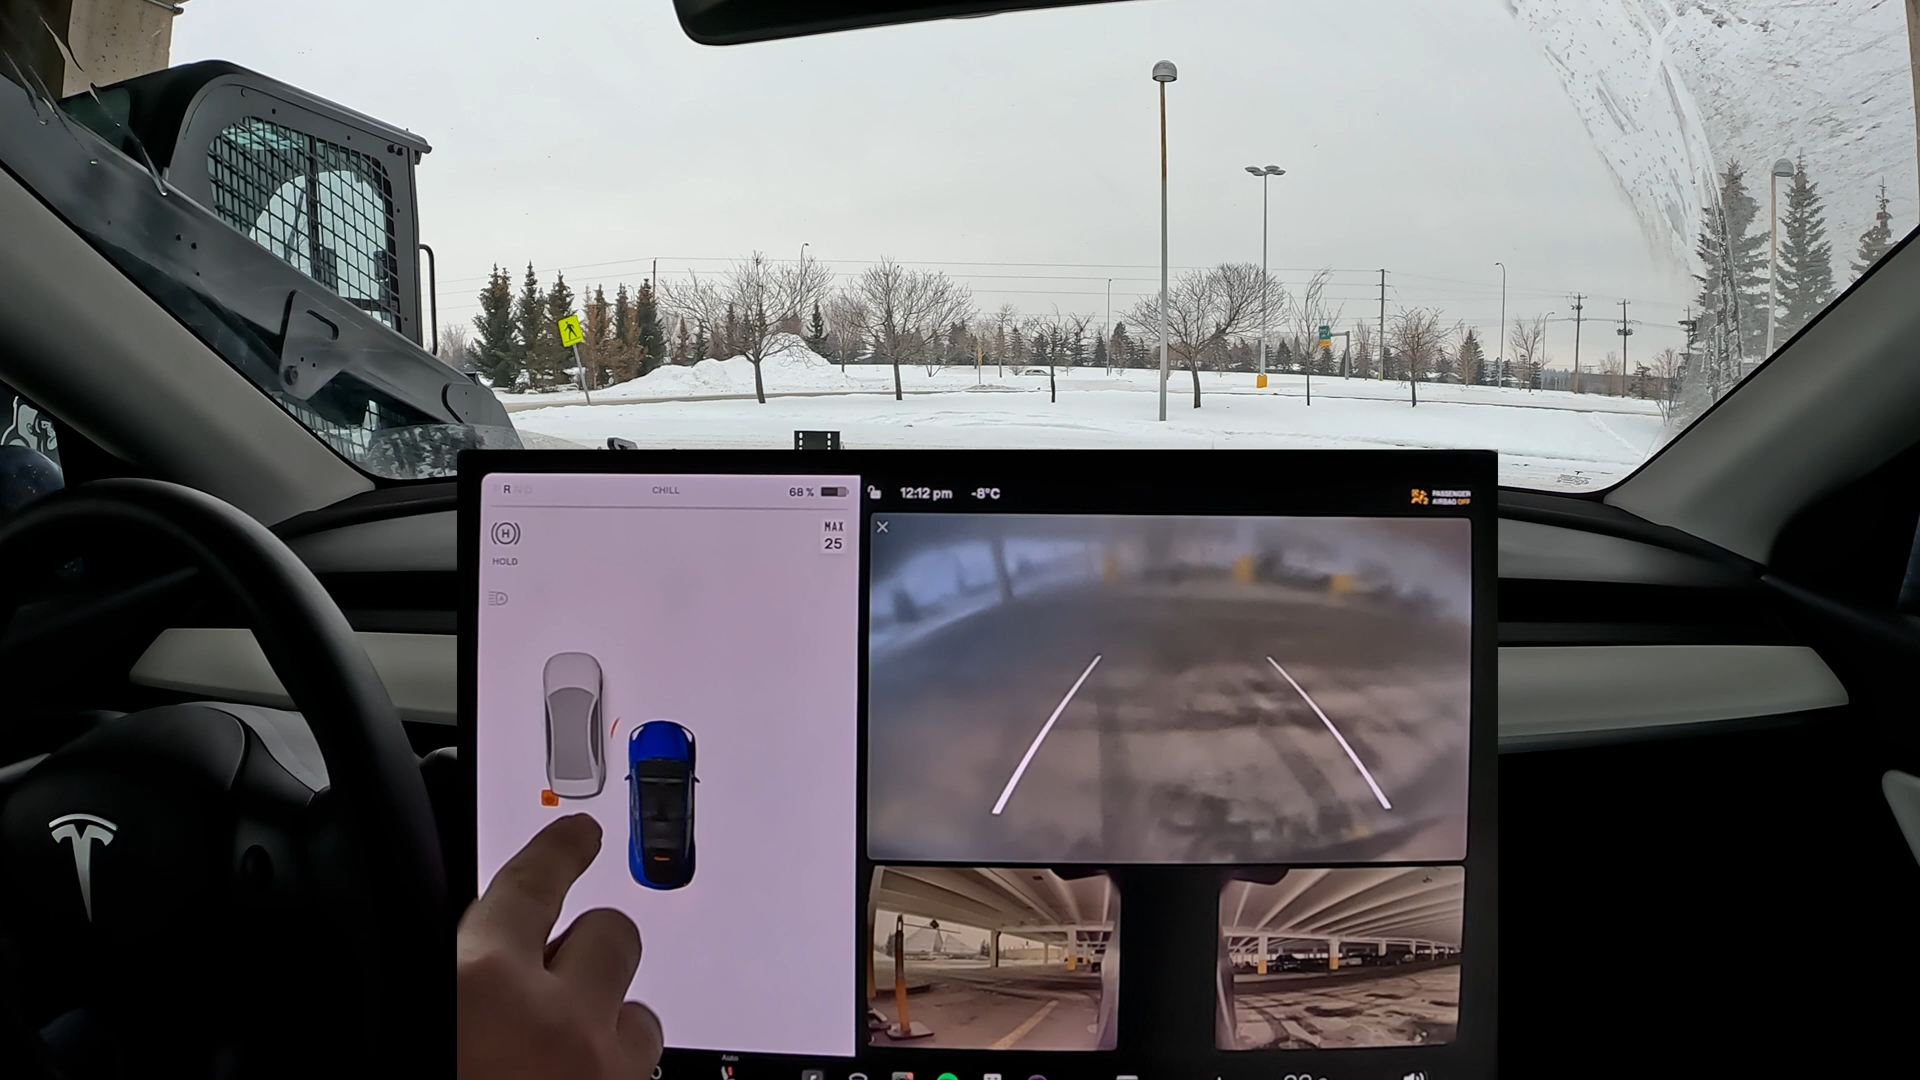 R
CHILL
68 %
12:12 pm
-8°C
PASSENGER
AIRBAG OFF
H
HOLD
MAX
25
A
Auto